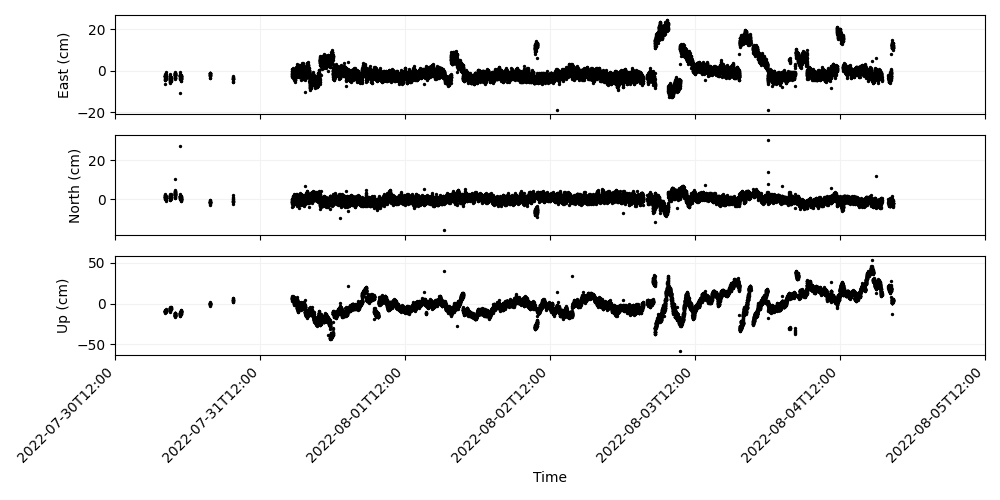 East (cm)
20
0
−20
North (cm)
20
0
Up (cm)
50
0
−50
2022-07-30T12:00
2022-07-31T12:00
2022-08-01T12:00
2022-08-02T12:00
2022-08-03T12:00
2022-08-04T12:00
2022-08-05T12:00
Time